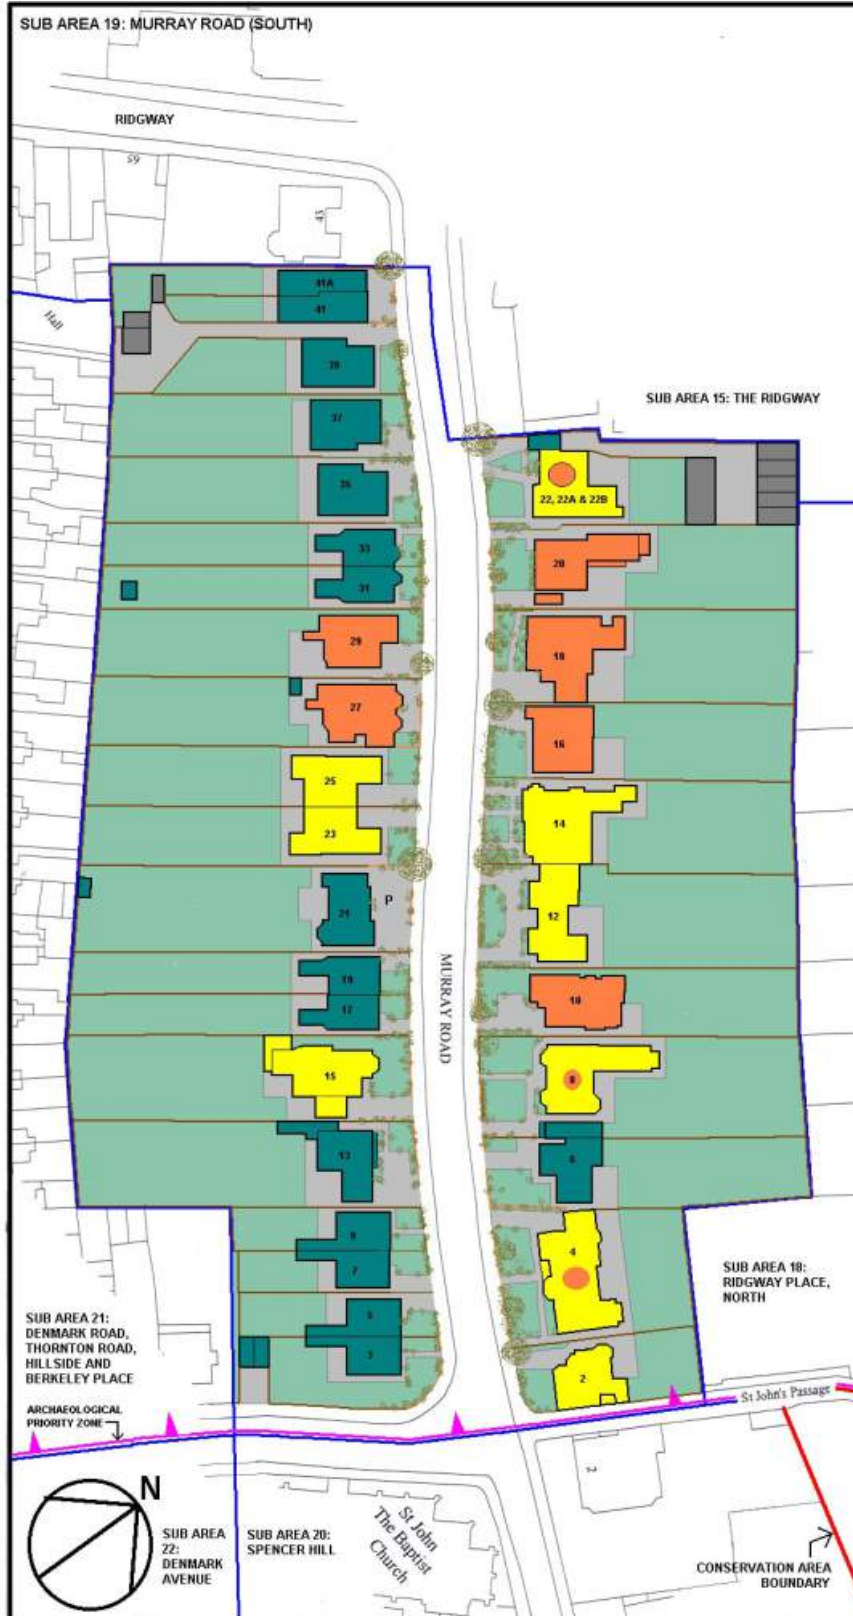 SUB AREA 19: MURRAY ROAD (SOUTH)
RIDGWAY
65
43
41A
41
Hall
39
37
35
33
31
29
27
25
23
21
P
19
17
15
13
9
7
5
3
SUB AREA 15: THE RIDGWAY
22, 22A & 22B
20
18
16
14
12
10
8
6
4
2
MURRAY ROAD
SUB AREA 18:
RIDGWAY PLACE,
NORTH
SUB AREA 21:
DENMARK ROAD,
THORNTON ROAD,
HILLSIDE AND
BERKELEY PLACE
ARCHAEOLOGICAL
PRIORITY ZONE
St John's Passage
2
N
SUB AREA
22:
DENMARK
AVENUE
SUB AREA 20:
SPENCER HILL
St John
The Baptist
Church
CONSERVATION AREA
BOUNDARY